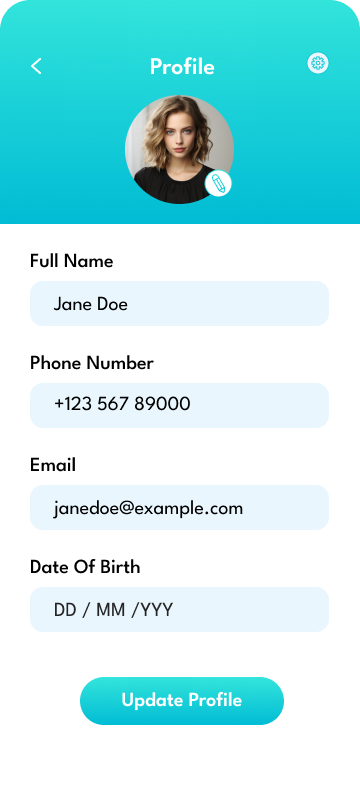 Profile
Full Name
Jane Doe
Phone Number
+123 567 89000
Email
janedoe@example.com
Date Of Birth
DD / MM /YYY
Update Profile